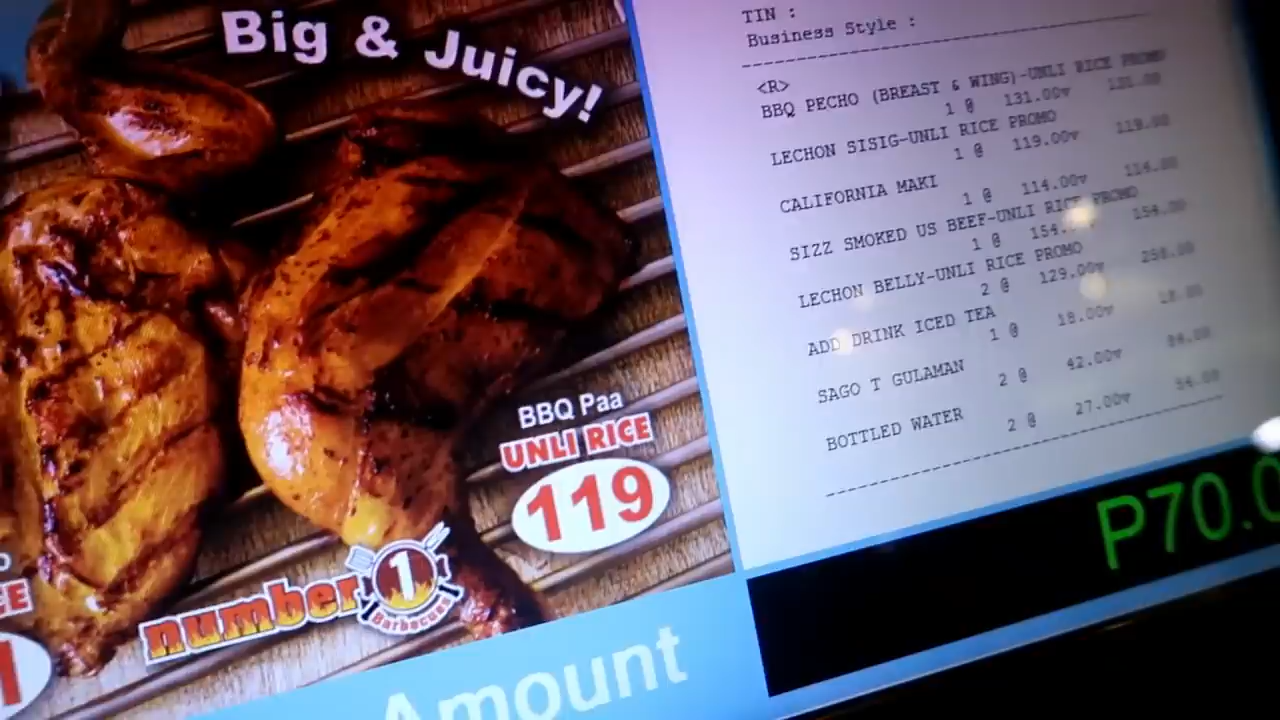 Big & Juicy!
BBQ Paa
UNLI RICE
119
number 1
Barbecues
Amount
TIN :
Business Style :
<R>
BBQ PECHO (BREAST & WING)-UNLI RICE PROMO
1 @ 131.00v 131.00
LECHON SISIG-UNLI RICE PROMO
1 @ 119.00v 119.00
CALIFORNIA MAKI
1 @ 114.00v 114.00
SIZZ SMOKED US BEEF-UNLI RICE PROMO
1 @ 154. 154.00
LECHON BELLY-UNLI RICE PROMO
2 @ 129.00v 258.00
ADD DRINK ICED TEA
1 @ 18.00v 18.00
SAGO T GULAMAN
2 @ 42.00v 84.00
BOTTLED WATER
2 @ 27.00v 54.00
P70.0